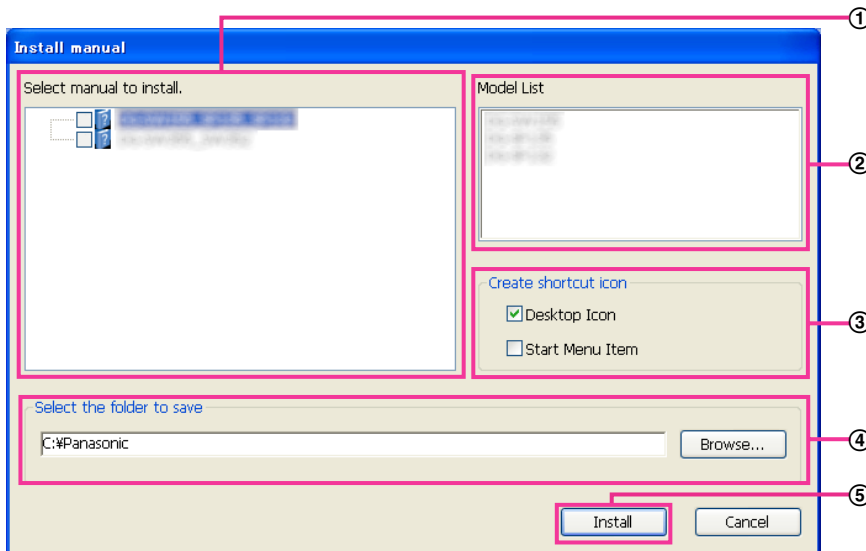 ①
Install manual
Select manual to install.
Model List
②
Create shortcut icon
Desktop Icon
③
Start Menu Item
Select the folder to save
C:¥Panasonic
Browse...
④
⑤
Install
Cancel